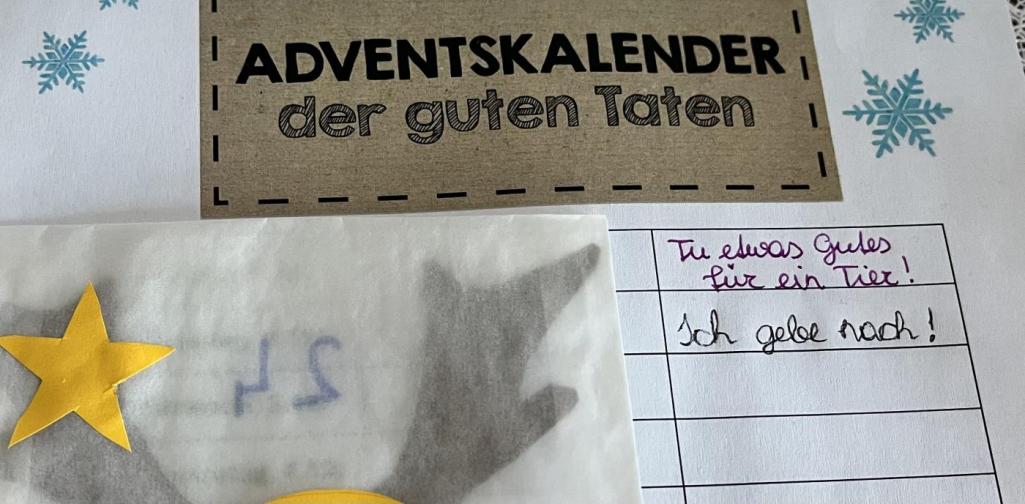 ADVENTSKALENDER
der guten Taten
Tu etwas Gutes
für ein Tier!
Ich gebe nach!
24